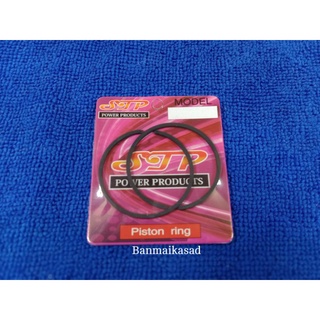 MODEL
STP
POWER PRODUCTS
STP
POWER PRODUCTS
Piston ring
Banmaikasad